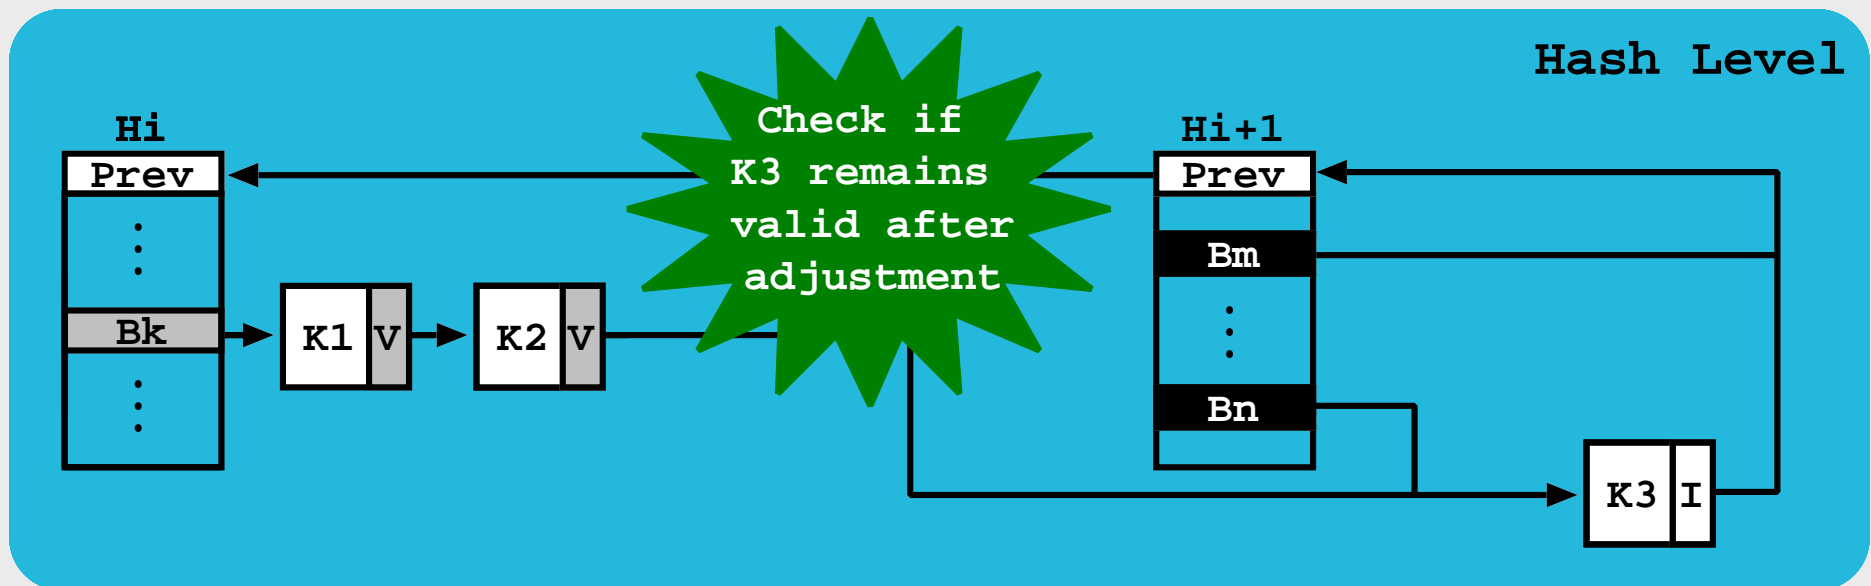 Hash Level
Hi
Prev
Bk
K1 V
K2 V
Check if
K3 remains
valid after
adjustment
Hi+1
Prev
Bm
Bn
K3 I